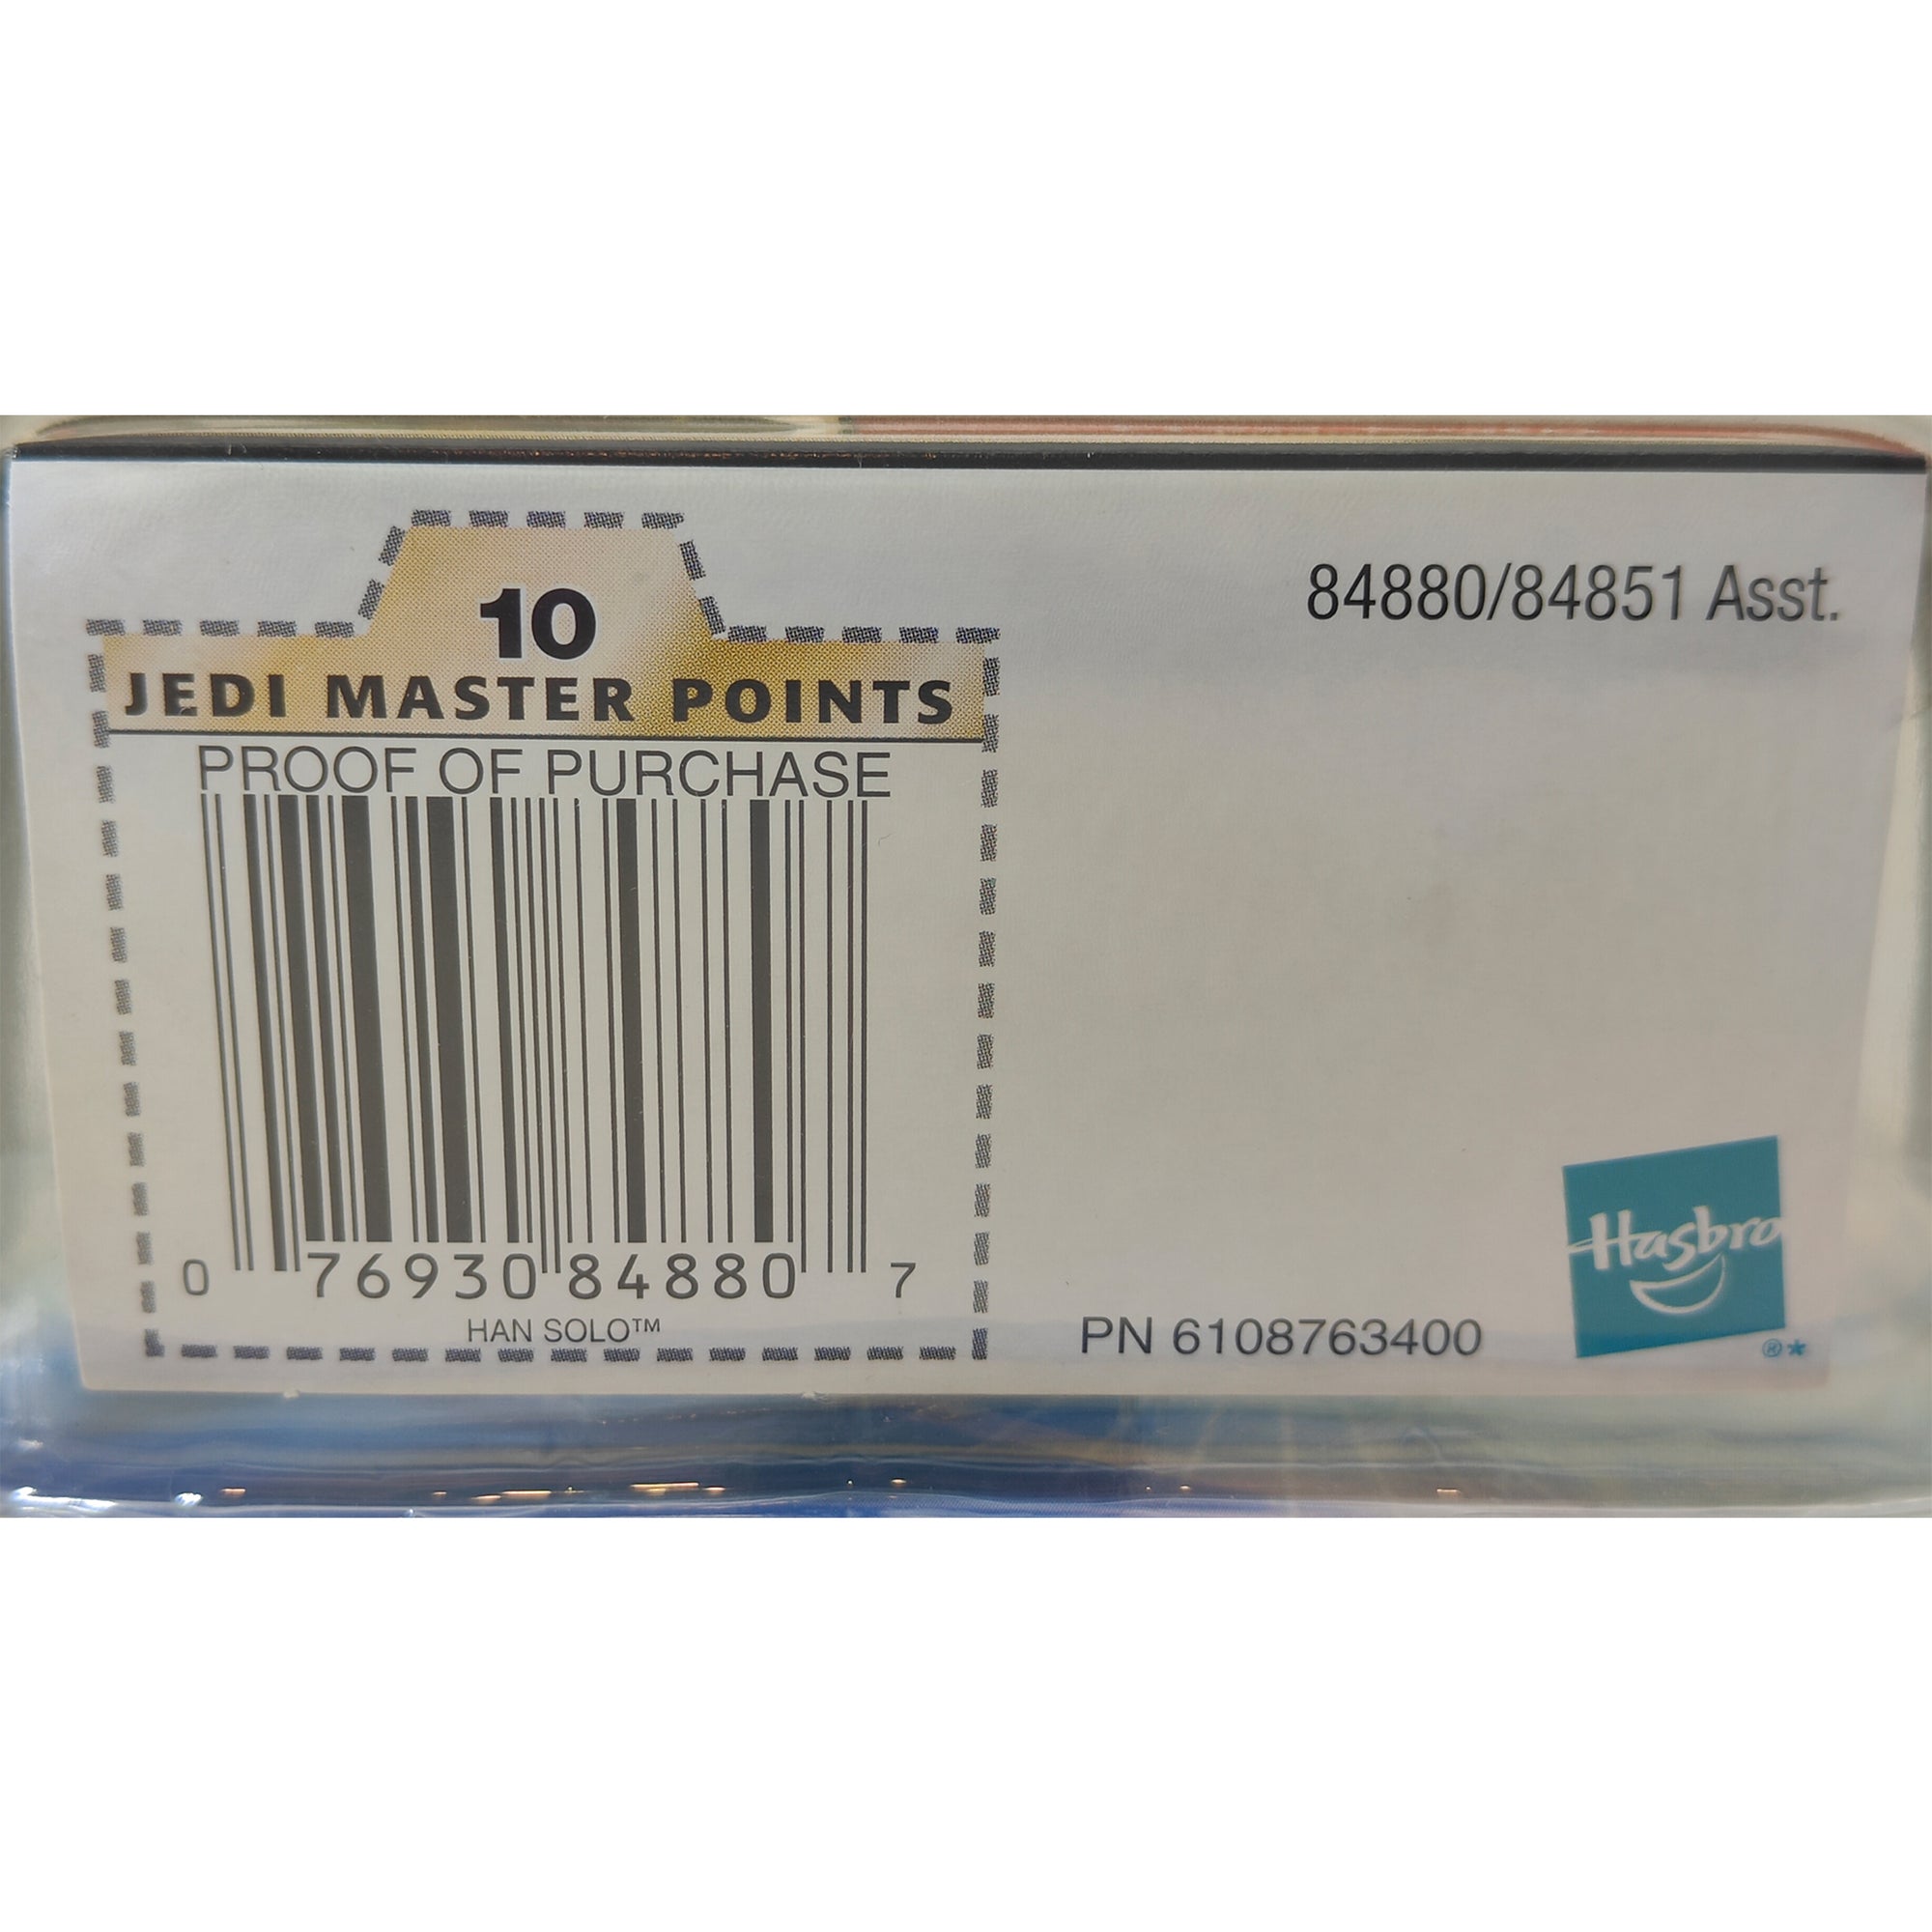 10
JEDI MASTER POINTS
PROOF OF PURCHASE
0 76930 84880 7
HAN SOLO™
84880/84851 Asst.
PN 6108763400
Hasbro
®*